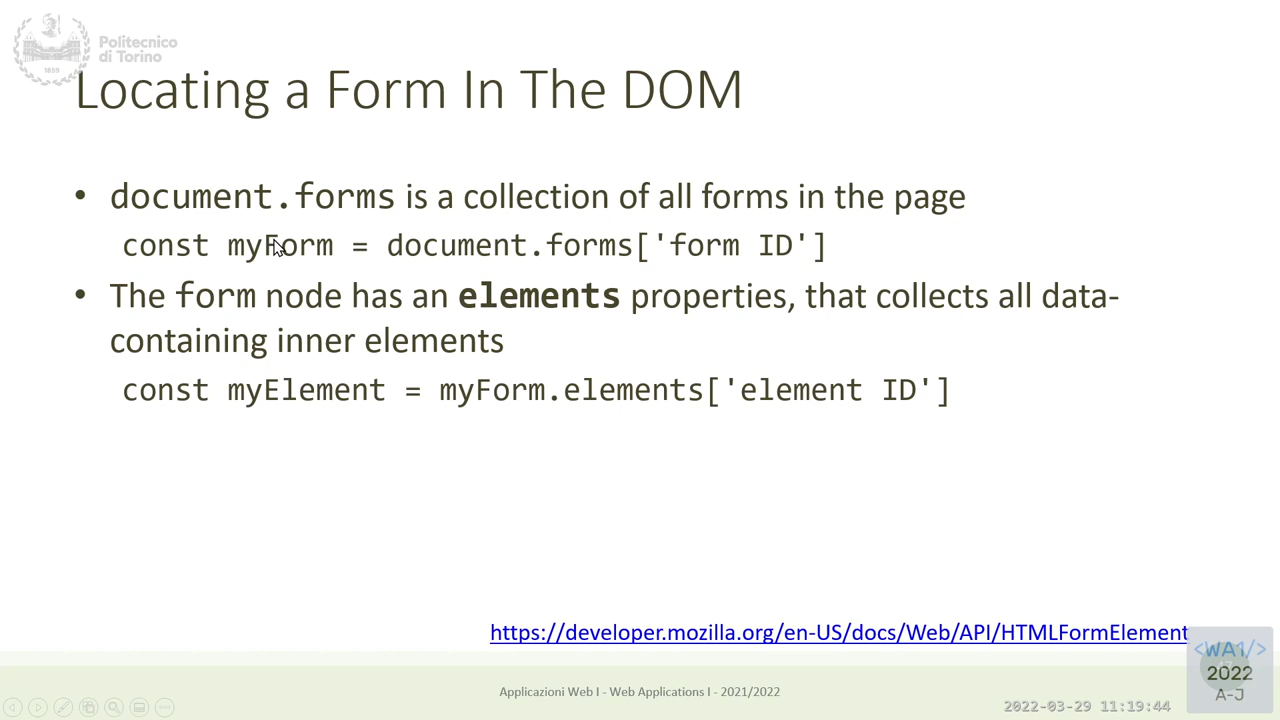 Politecnico
di Torino
1859
Locating a Form In The DOM
• document.forms is a collection of all forms in the page
const myForm = document.forms['form ID']
• The form node has an elements properties, that collects all data-
containing inner elements
const myElement = myForm.elements['element ID']
https://developer.mozilla.org/en-US/docs/Web/API/HTMLFormElement
<WA1/>
2022
A-J
Applicazioni Web I - Web Applications I - 2021/2022
2022-03-29 11:19:44